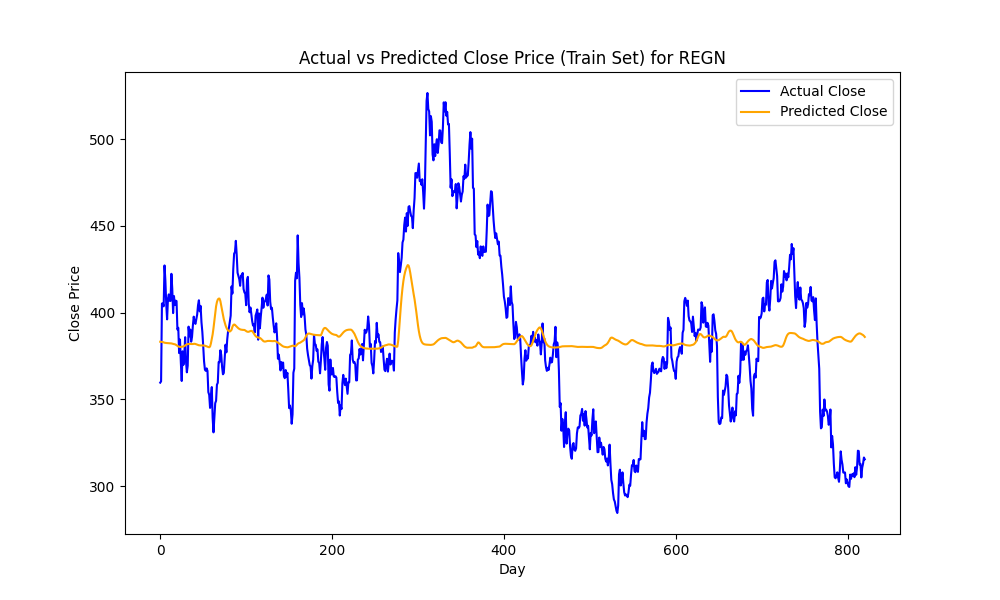 Actual vs Predicted Close Price (Train Set) for REGN
Actual Close
Predicted Close
Close Price
500
450
400
350
300
0 200 400 600 800
Day